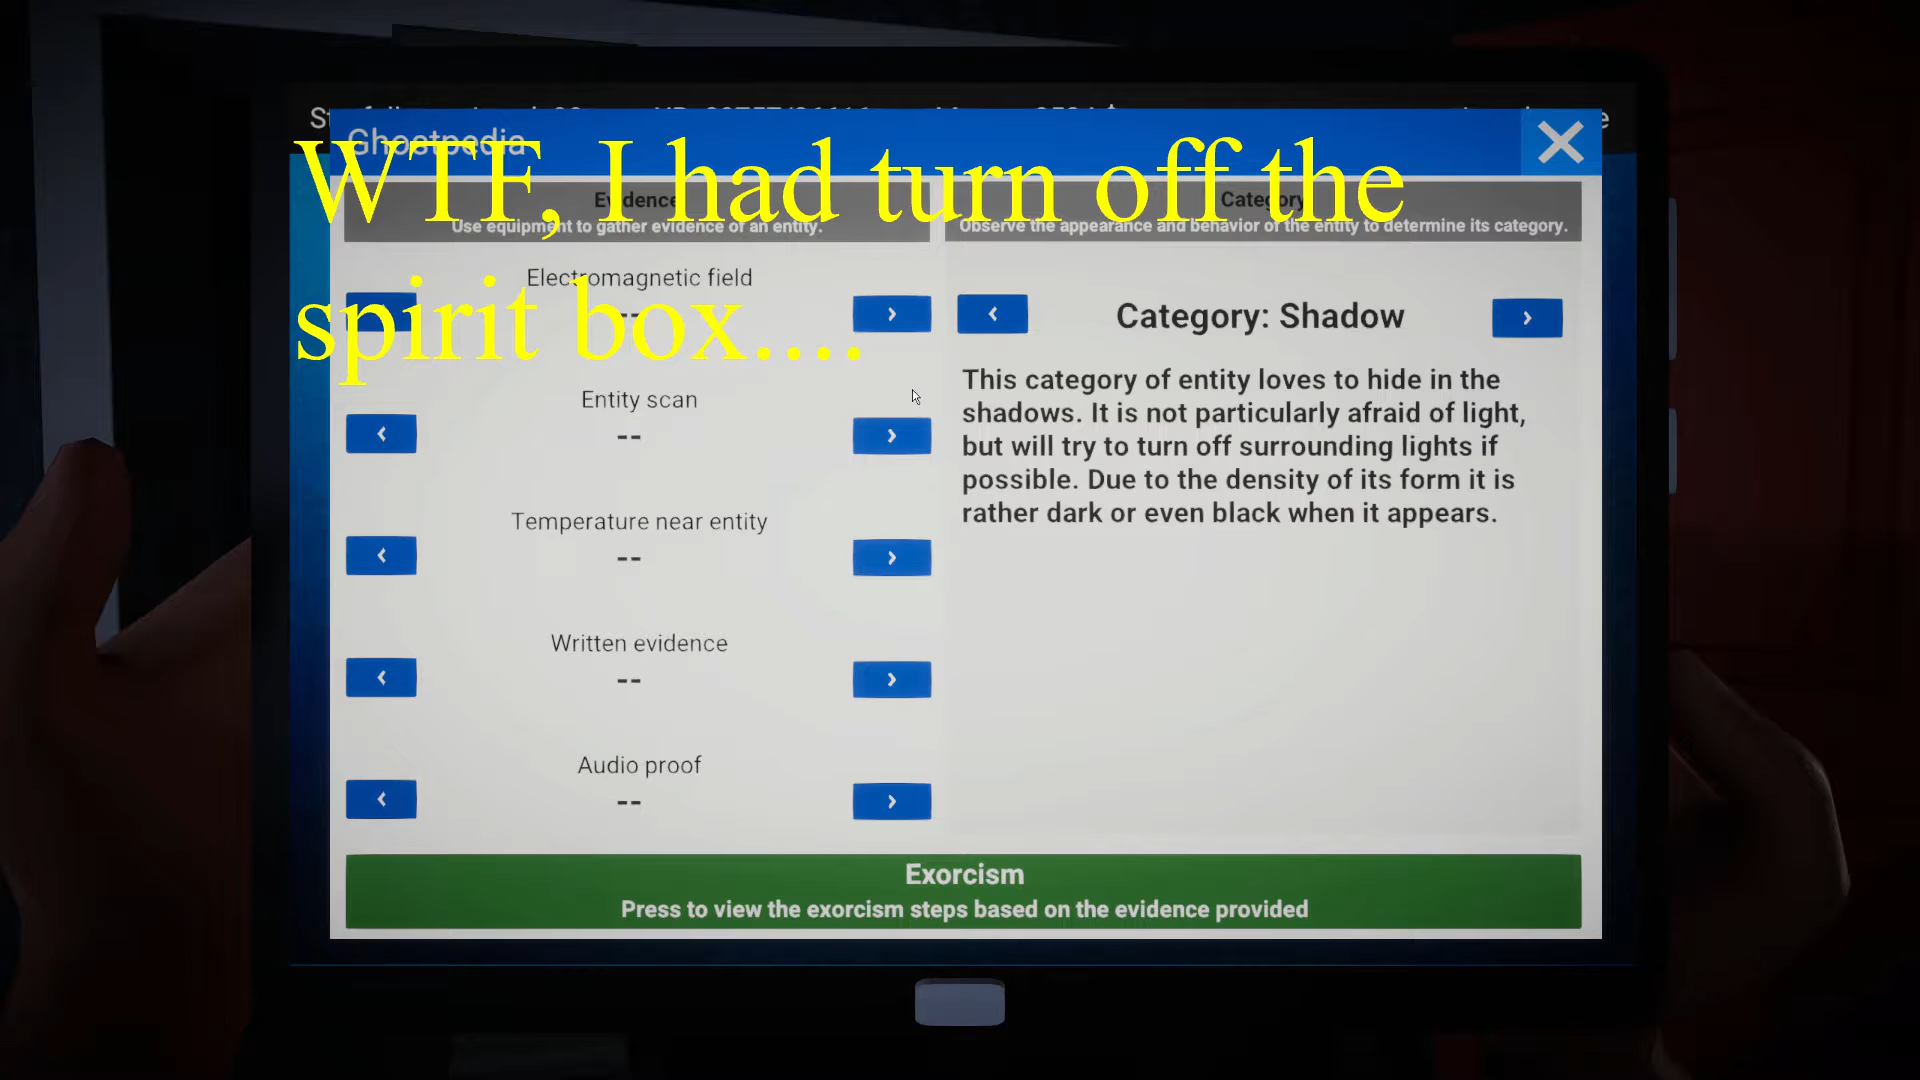 Ghostpedia
WTF, I had turn off the
spirit box....
Evidence
Use equipment to gather evidence of an entity.
Electromagnetic field
--
Entity scan
--
Temperature near entity
--
Written evidence
--
Audio proof
--
Category
Observe the appearance and behavior of the entity to determine its category.
Category: Shadow
This category of entity loves to hide in the
shadows. It is not particularly afraid of light,
but will try to turn off surrounding lights if
possible. Due to the density of its form it is
rather dark or even black when it appears.
Exorcism
Press to view the exorcism steps based on the evidence provided